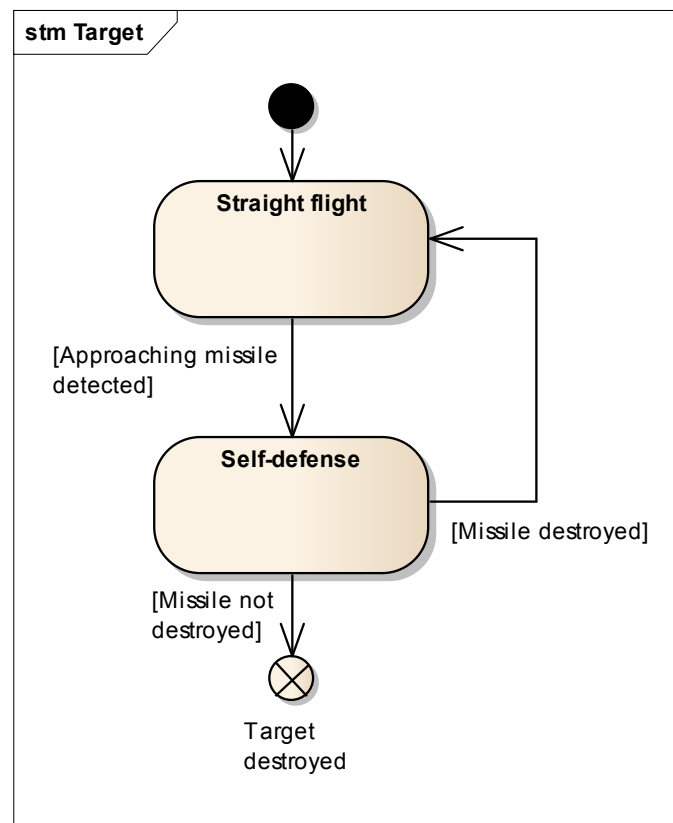 stm Target
Straight flight
[Approaching missile
detected]
Self-defense
[Missile destroyed]
[Missile not
destroyed]
Target
destroyed